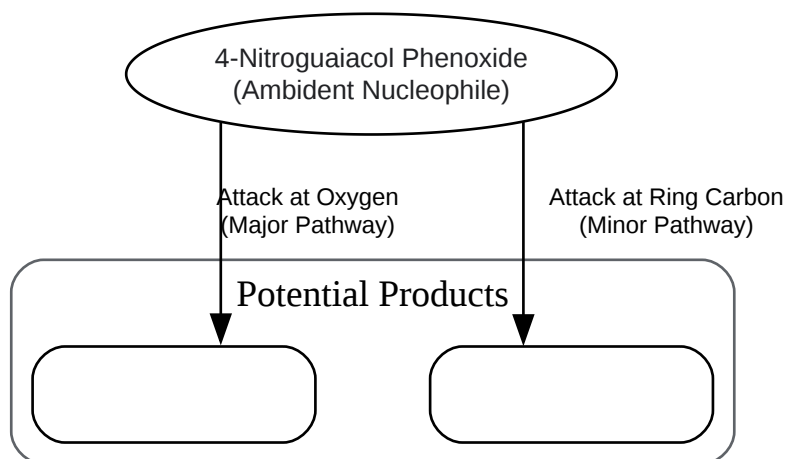 4-Nitroguaiacol Phenoxide
(Ambident Nucleophile)
Attack at Oxygen
(Major Pathway)
Attack at Ring Carbon
(Minor Pathway)
Potential Products